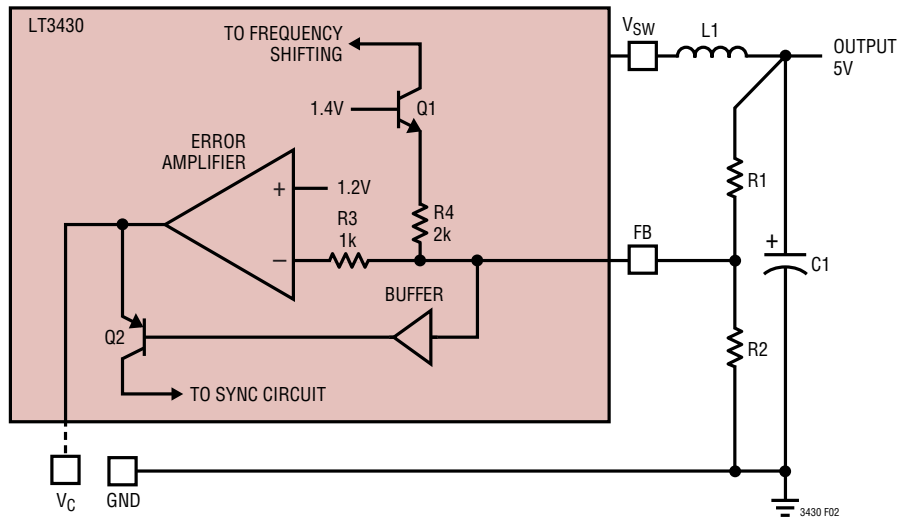 LT3430
TO FREQUENCY
SHIFTING
VSW
L1
OUTPUT
5V
1.4V
Q1
ERROR
AMPLIFIER
+
1.2V
R3
1k
R4
2k
–
R1
FB
+
C1
BUFFER
Q2
R2
TO SYNC CIRCUIT
VC
GND
3430 F02